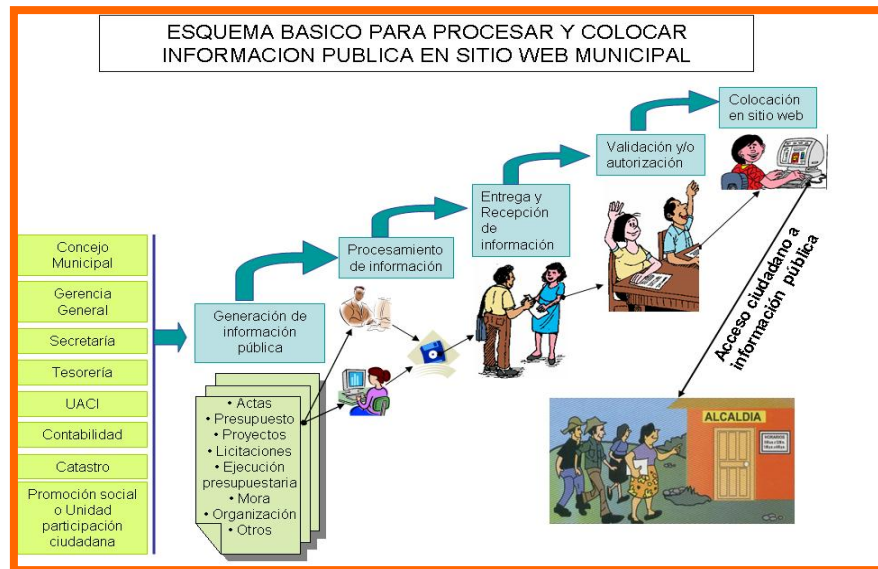 ESQUEMA BASICO PARA PROCESAR Y COLOCAR
INFORMACION PUBLICA EN SITIO WEB MUNICIPAL
Colocación
en sitio web
Validación y/o
autorización
Entrega y
Recepción
de
información
Procesamiento
de información
Generación de
información
pública
Concejo
Municipal
Gerencia
General
Secretaría
Tesorería
UACI
Contabilidad
Catastro
Promoción social
o Unidad
participación
ciudadana
• Actas
• Presupuesto
• Proyectos
• Licitaciones
• Ejecución
presupuestaria
• Mora
• Organización
• Otros
Acceso ciudadano a
información pública
ALCALDIA
HORARIOS